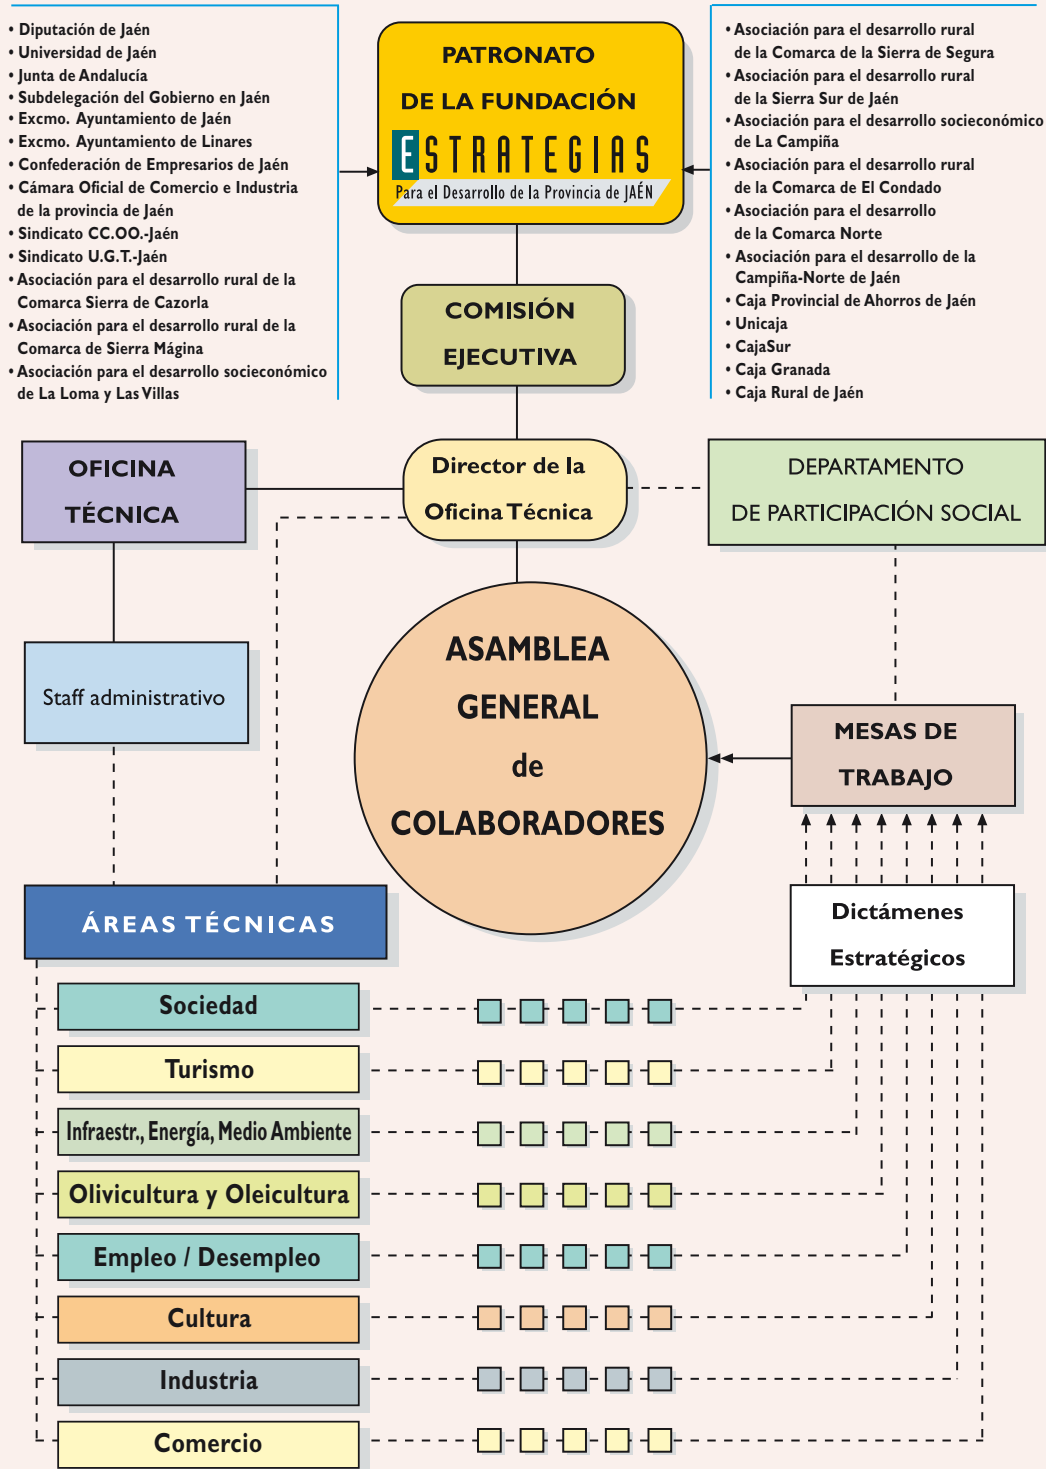 • Diputación de Jaén
• Universidad de Jaén
• Junta de Andalucía
• Subdelegación del Gobierno en Jaén
• Excmo. Ayuntamiento de Jaén
• Excmo. Ayuntamiento de Linares
• Confederación de Empresarios de Jaén
• Cámara Oficial de Comercio e Industria
de la provincia de Jaén
• Sindicato CC.OO.-Jaén
• Sindicato U.G.T.-Jaén
• Asociación para el desarrollo rural de la
Comarca Sierra de Cazorla
• Asociación para el desarrollo rural de la
Comarca de Sierra Mágina
• Asociación para el desarrollo socieconómico
de La Loma y Las Villas
PATRONATO
DE LA FUNDACIÓN
ESTRATEGIAS
Para el Desarrollo de la Provincia de JAÉN
• Asociación para el desarrollo rural
de la Comarca de la Sierra de Segura
• Asociación para el desarrollo rural
de la Sierra Sur de Jaén
• Asociación para el desarrollo socieconómico
de La Campiña
• Asociación para el desarrollo rural
de la Comarca de El Condado
• Asociación para el desarrollo
de la Comarca Norte
• Asociación para el desarrollo de la
Campiña-Norte de Jaén
• Caja Provincial de Ahorros de Jaén
• Unicaja
• CajaSur
• Caja Granada
• Caja Rural de Jaén
COMISIÓN
EJECUTIVA
OFICINA
TÉCNICA
Director de la
Oficina Técnica
DEPARTAMENTO
DE PARTICIPACIÓN SOCIAL
Staff administrativo
ASAMBLEA
GENERAL
de
COLABORADORES
MESAS DE
TRABAJO
ÁREAS TÉCNICAS
Dictámenes
Estratégicos
Sociedad
Turismo
Infraestr., Energía, Medio Ambiente
Olivicultura y Oleicultura
Empleo / Desempleo
Cultura
Industria
Comercio